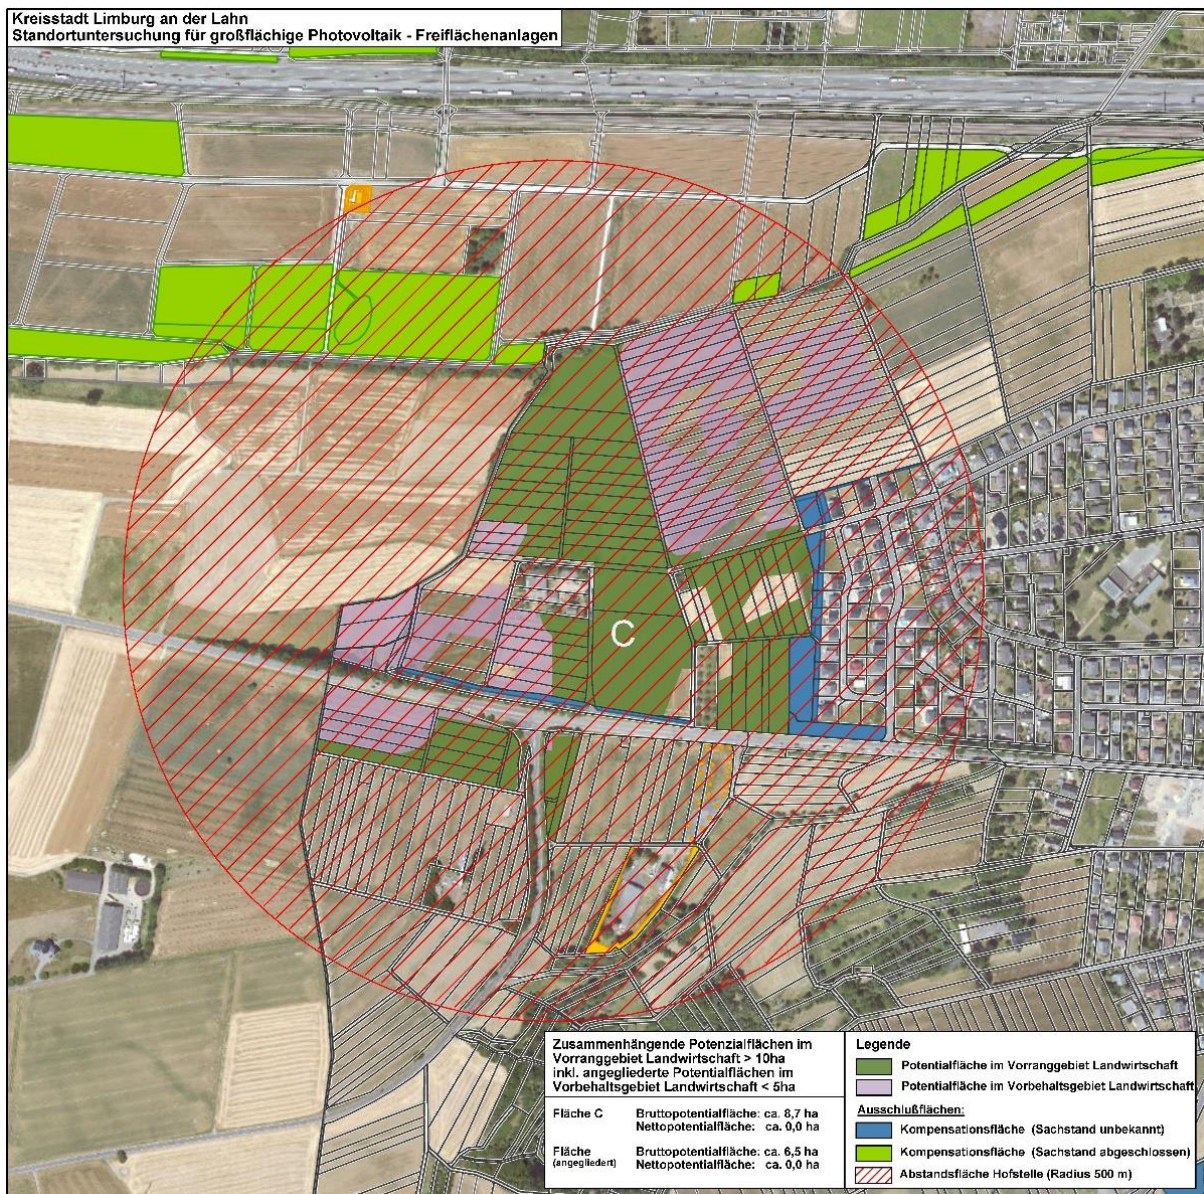 Kreisstadt Limburg an der Lahn
Standortuntersuchung für großflächige Photovoltaik - Freiflächenanlagen
C
Zusammenhängende Potenzialflächen im
Vorranggebiet Landwirtschaft > 10ha
inkl. angegliederte Potentialflächen im
Vorbehaltsgebiet Landwirtschaft < 5ha
Fläche C Bruttopotentialfläche: ca. 8,7 ha
Nettopotentialfläche: ca. 0,0 ha
Fläche Bruttopotentialfläche: ca. 6,5 ha
(angegliedert) Nettopotentialfläche: ca. 0,0 ha
Legende
Potentialfläche im Vorranggebiet Landwirtschaft
Potentialfläche im Vorbehaltsgebiet Landwirtschaft
Ausschlußflächen:
Kompensationsfläche (Sachstand unbekannt)
Kompensationsfläche (Sachstand abgeschlossen)
Abstandsfläche Hofstelle (Radius 500 m)